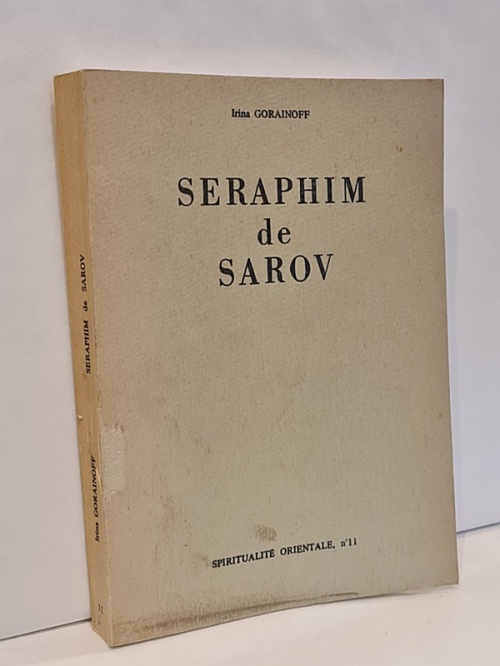 Irina GORAINOFF
SERAPHIM
de
SAROV
SPIRITUALITÉ ORIENTALE, n°11
Irina GORAINOFF
SERAPHIM de SAROV
11